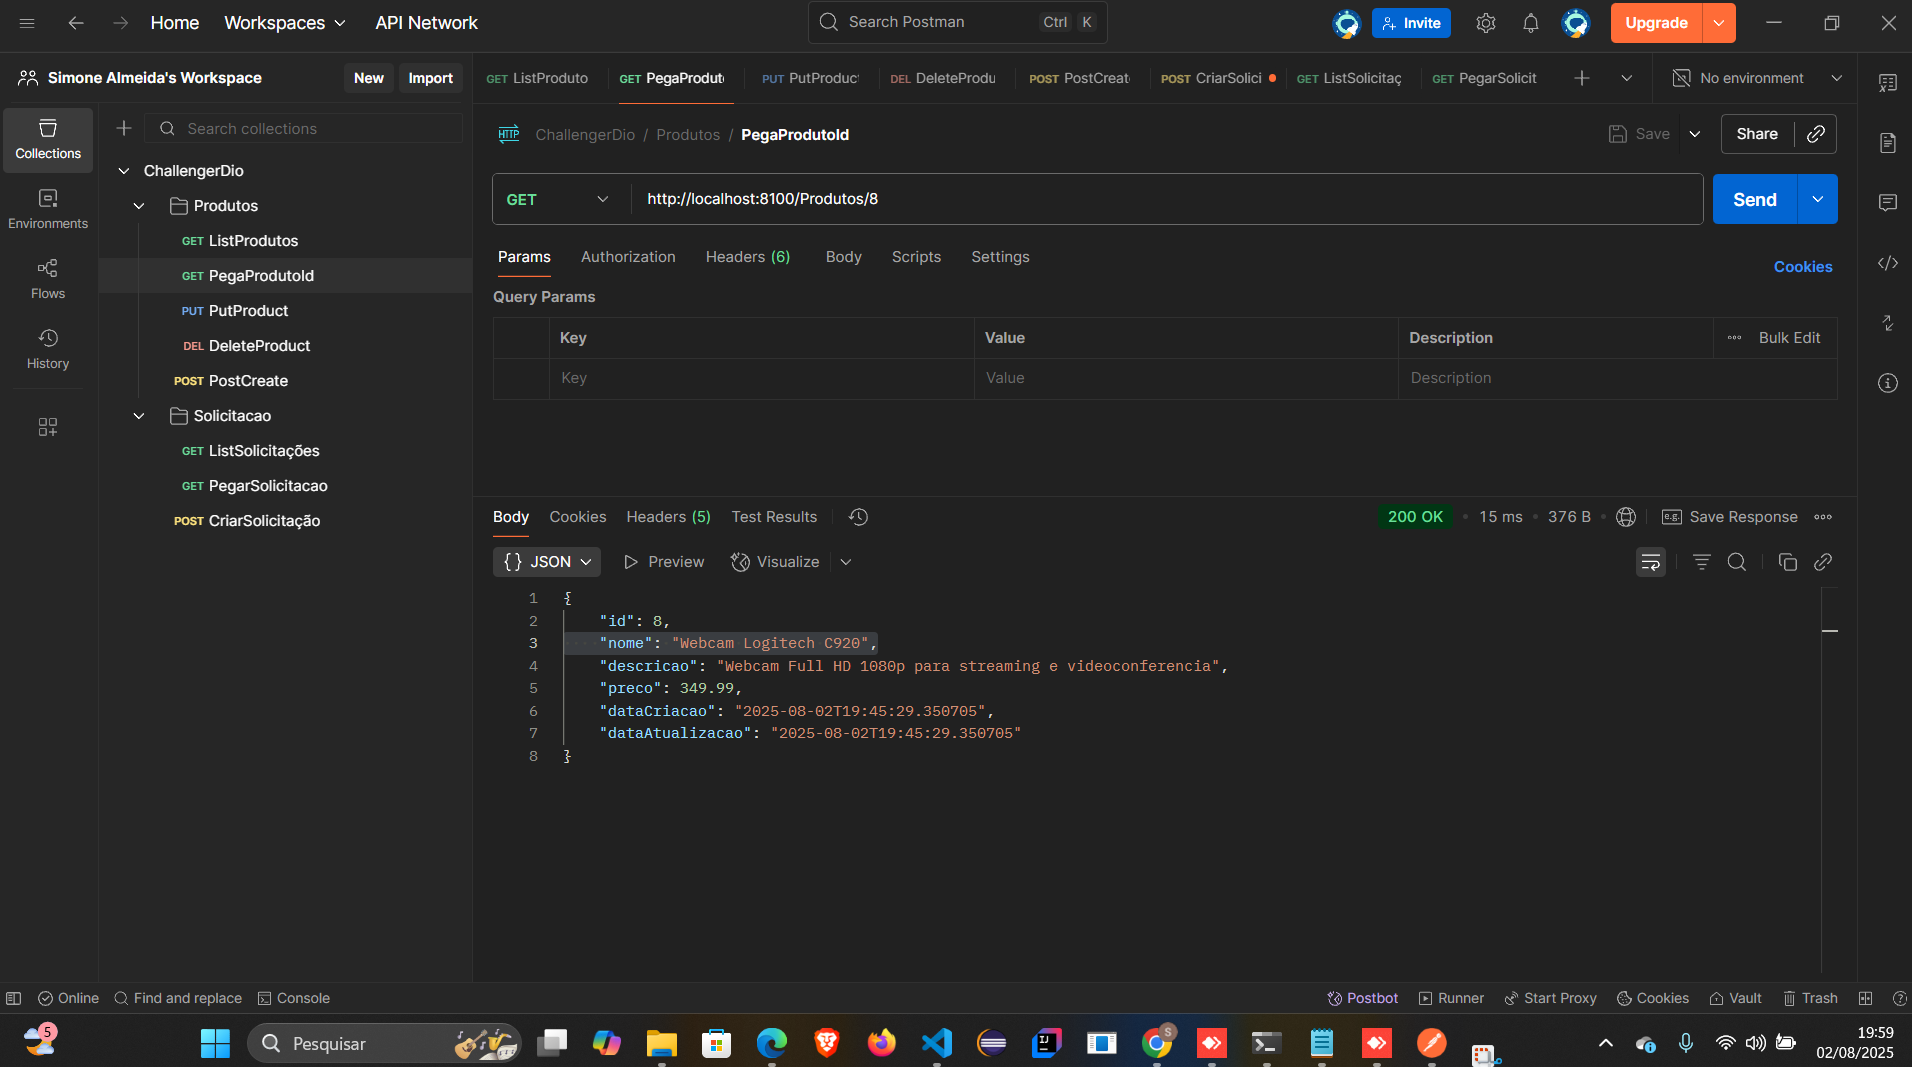 Home Workspaces API Network Search Postman Ctrl K Invite Upgrade
Simone Almeida's Workspace New Import GET ListProduto GET PegaProdut PUT PutProduc DEL DeleteProdu POST PostCreat POST CriarSolici GET ListSolicitaç GET PegarSolicit No environment
Collections
Environments
Flows
History
Search collections
ChallengerDio
Produtos
GET ListProdutos
GET PegaProdutoId
PUT PutProduct
DEL DeleteProduct
POST PostCreate
Solicitacao
GET ListSolicitações
GET PegarSolicitacao
POST CriarSolicitação
HTTP ChallengerDio / Produtos / PegaProdutoId Save Share
GET http://localhost:8100/Produtos/8 Send
Params Authorization Headers (6) Body Scripts Settings Cookies
Query Params
Key Value Description Bulk Edit
Key Value Description
Body Cookies Headers (5) Test Results 200 OK 15 ms 376 B e.g. Save Response
{} JSON Preview Visualize
1 {
2 "id": 8,
3 "nome": "Webcam Logitech C920",
4 "descricao": "Webcam Full HD 1080p para streaming e videoconferencia",
5 "preco": 349.99,
6 "dataCriacao": "2025-08-02T19:45:29.350705",
7 "dataAtualizacao": "2025-08-02T19:45:29.350705"
8 }
Online Find and replace Console Postbot Runner Start Proxy Cookies Vault Trash
5 Pesquisar IJ S 19:59
02/08/2025